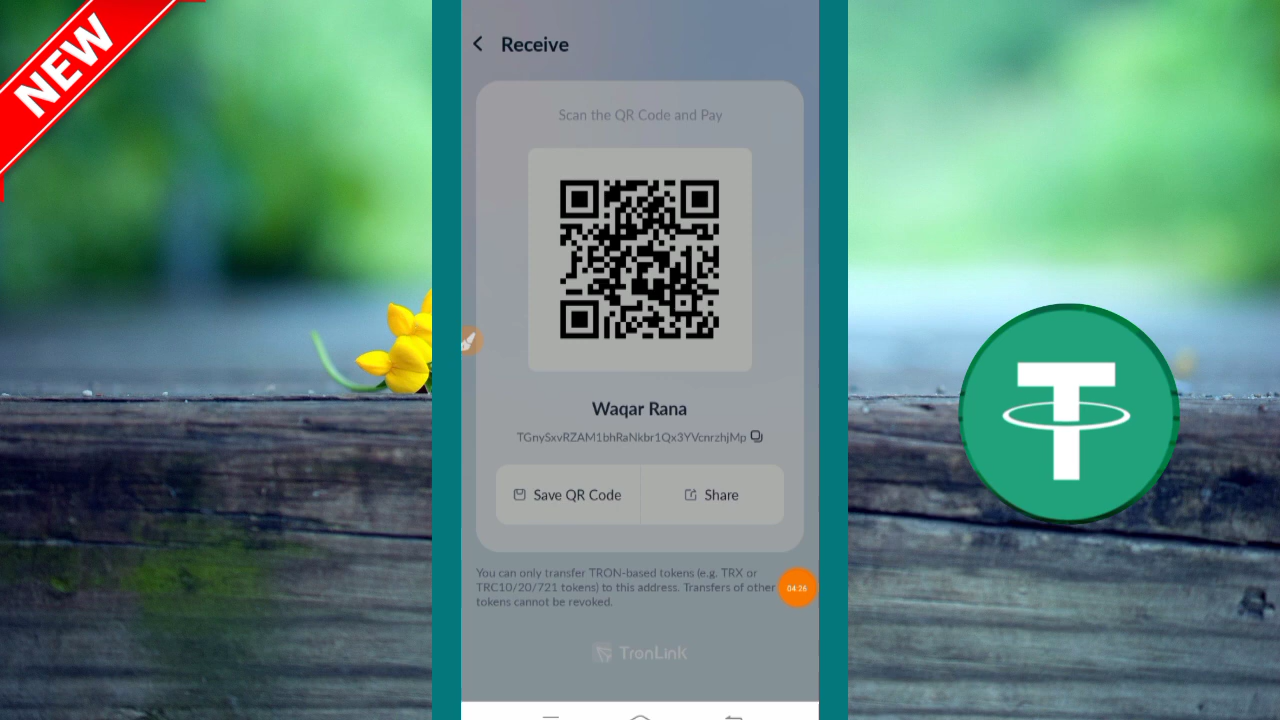 NEW
Receive
Scan the QR Code and Pay
Waqar Rana
TGnySxvRZAM1bhRaNkbr1Qx3YVcnrzhjMp
Save QR Code
Share
You can only transfer TRON-based tokens (e.g. TRX or
TRC10/20/721 tokens) to this address. Transfers of other
tokens cannot be revoked.
04:26
TronLink